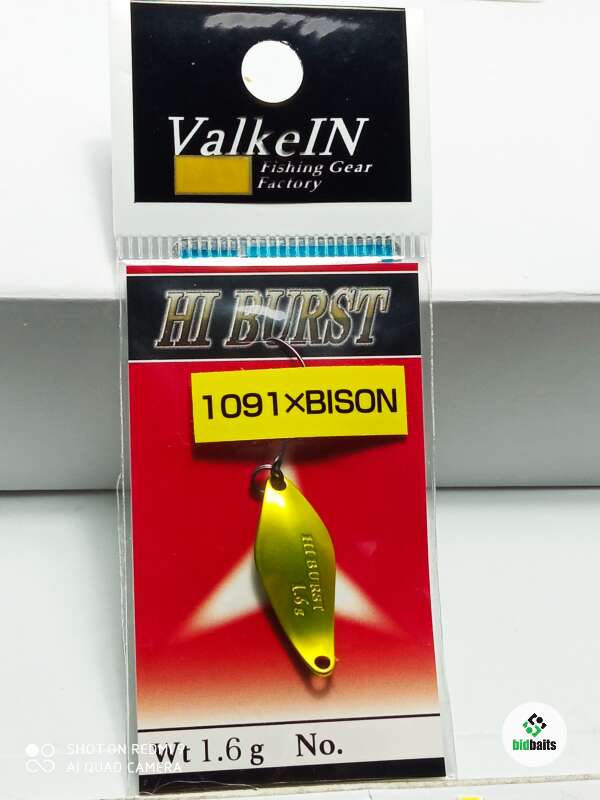 ValkeIN
Fishing Gear
Factory
HI BURST
1091×BISON
HI BURST
1.6g
Wt 1.6g No.
SHOT ON REDMI
AI QUAD CAMERA
bidbaits